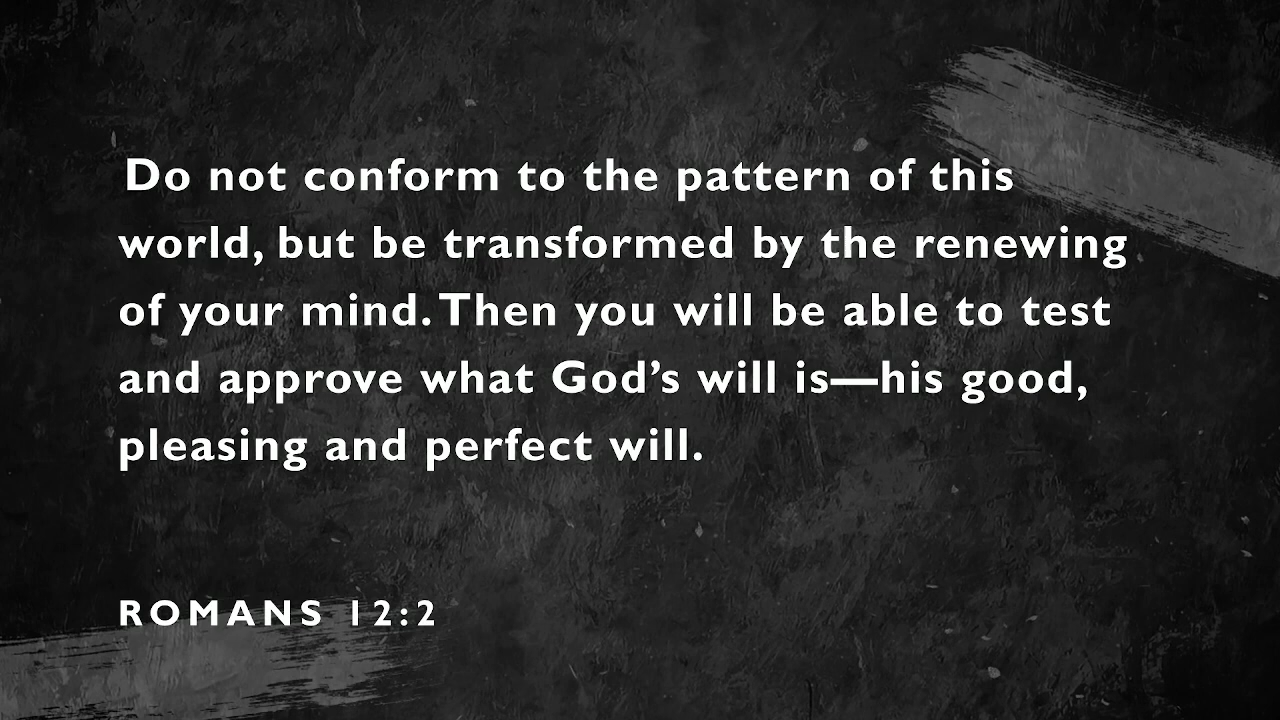 Do not conform to the pattern of this
world, but be transformed by the renewing
of your mind. Then you will be able to test
and approve what God’s will is—his good,
pleasing and perfect will.
ROMANS 12:2